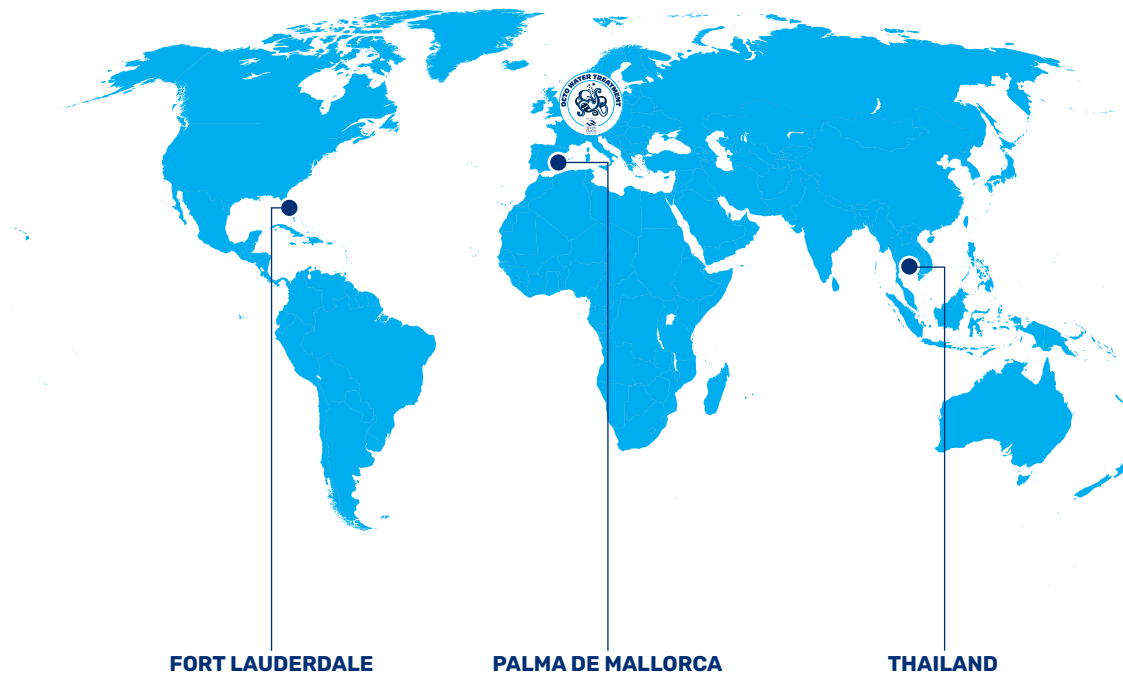 OCTO WATER TREATMENT
FORT LAUDERDALE
PALMA DE MALLORCA
THAILAND